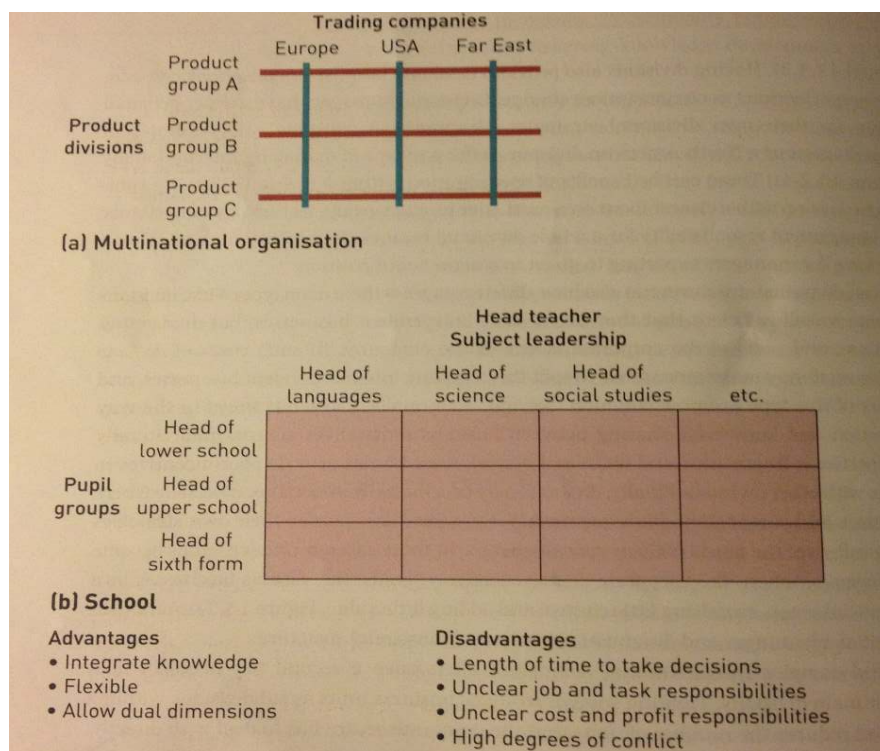 Trading companies
Europe USA Far East
Product
group A
Product
divisions
Product
group B
Product
group C
(a) Multinational organisation
Head teacher
Subject leadership
Head of
languages
Head of
science
Head of
social studies
etc.
Head of
lower school
Pupil
groups
Head of
upper school
Head of
sixth form
(b) School
Advantages
• Integrate knowledge
• Flexible
• Allow dual dimensions
Disadvantages
• Length of time to take decisions
• Unclear job and task responsibilities
• Unclear cost and profit responsibilities
• High degrees of conflict